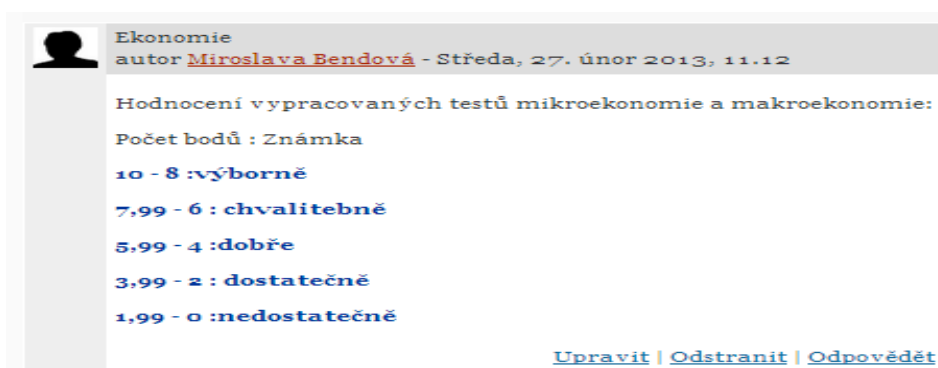 Ekonomie
autor Miroslava Bendová - Středa, 27. únor 2013, 11.12
Hodnocení vypracovaných testů mikroekonomie a makroekonomie:
Počet bodů : Známka
10 - 8 :výborně
7,99 - 6 : chvalitebně
5,99 - 4 :dobře
3,99 - 2 : dostatečně
1,99 - 0 :nedostatečně
Upravit | Odstranit | Odpovědět